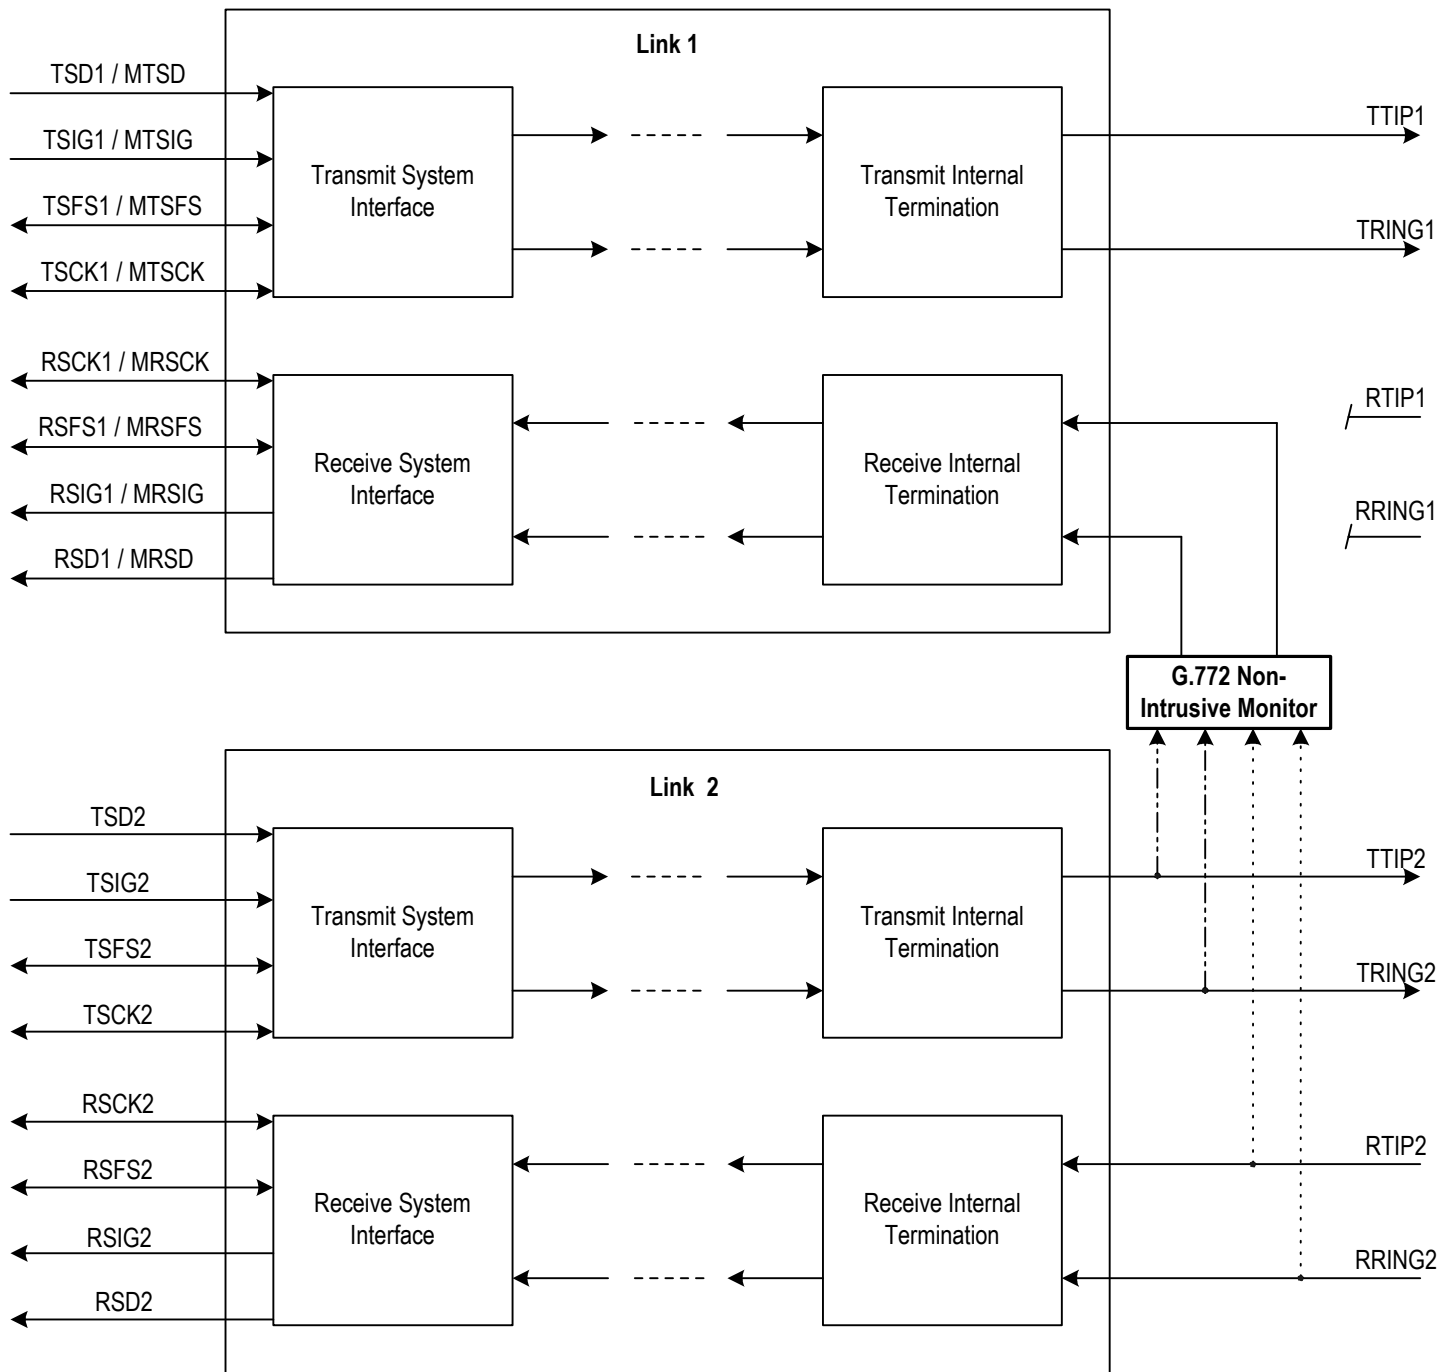 Link 1
TSD1 / MTSD
TSIG1 / MTSIG
TSFS1 / MTSFS
TSCK1 / MTSCK
Transmit System
Interface
Transmit Internal
Termination
TTIP1
TRING1
RSCK1 / MRSCK
RSFS1 / MRSFS
RSIG1 / MRSIG
RSD1 / MRSD
Receive System
Interface
Receive Internal
Termination
RTIP1
RRING1
G.772 Non-
Intrusive Monitor
Link 2
TSD2
TSIG2
TSFS2
TSCK2
Transmit System
Interface
Transmit Internal
Termination
TTIP2
TRING2
RSCK2
RSFS2
RSIG2
RSD2
Receive System
Interface
Receive Internal
Termination
RTIP2
RRING2